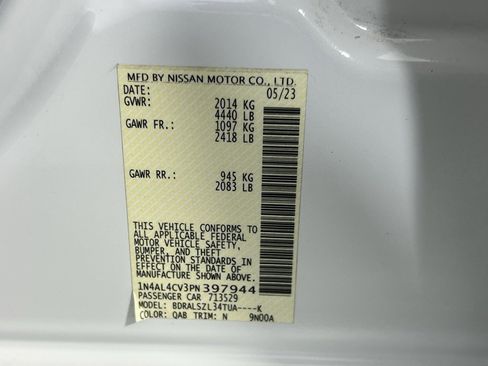 MFD BY NISSAN MOTOR CO., LTD.
DATE: 05/23
GVWR: 2014 KG
4440 LB
GAWR FR.: 1097 KG
2418 LB
GAWR RR.: 945 KG
2083 LB
THIS VEHICLE CONFORMS TO
ALL APPLICABLE FEDERAL
MOTOR VEHICLE SAFETY,
BUMPER, AND THEFT
PREVENTION STANDARDS IN
EFFECT ON THE DATE OF
MANUFACTURE SHOWN ABOVE.
1N4AL4CV3PN397944
PASSENGER CAR 713529
MODEL: BDRALSZL34TUA----K
COLOR: QAB TRIM: N 9N00A